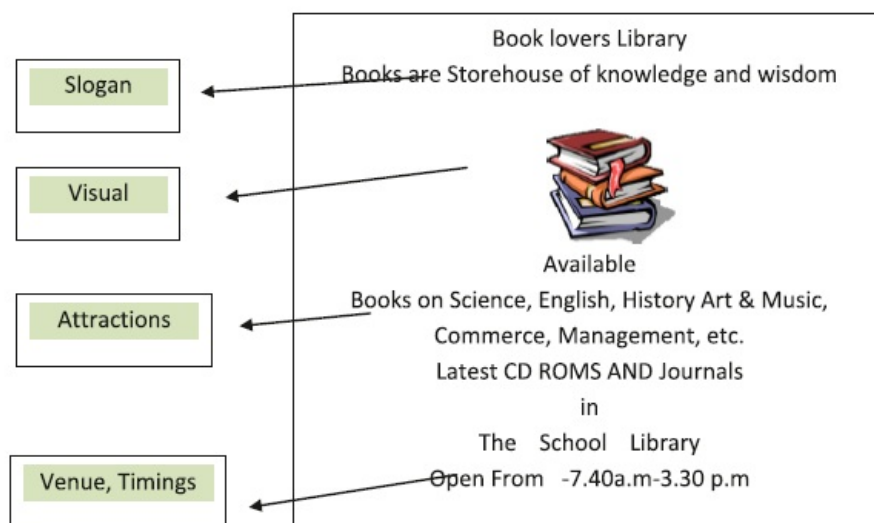 Book lovers Library
Slogan
Books are Storehouse of knowledge and wisdom
Visual
Available
Attractions
Books on Science, English, History Art & Music,
Commerce, Management, etc.
Latest CD ROMS AND Journals
in
The School Library
Venue, Timings
Open From -7.40a.m-3.30 p.m